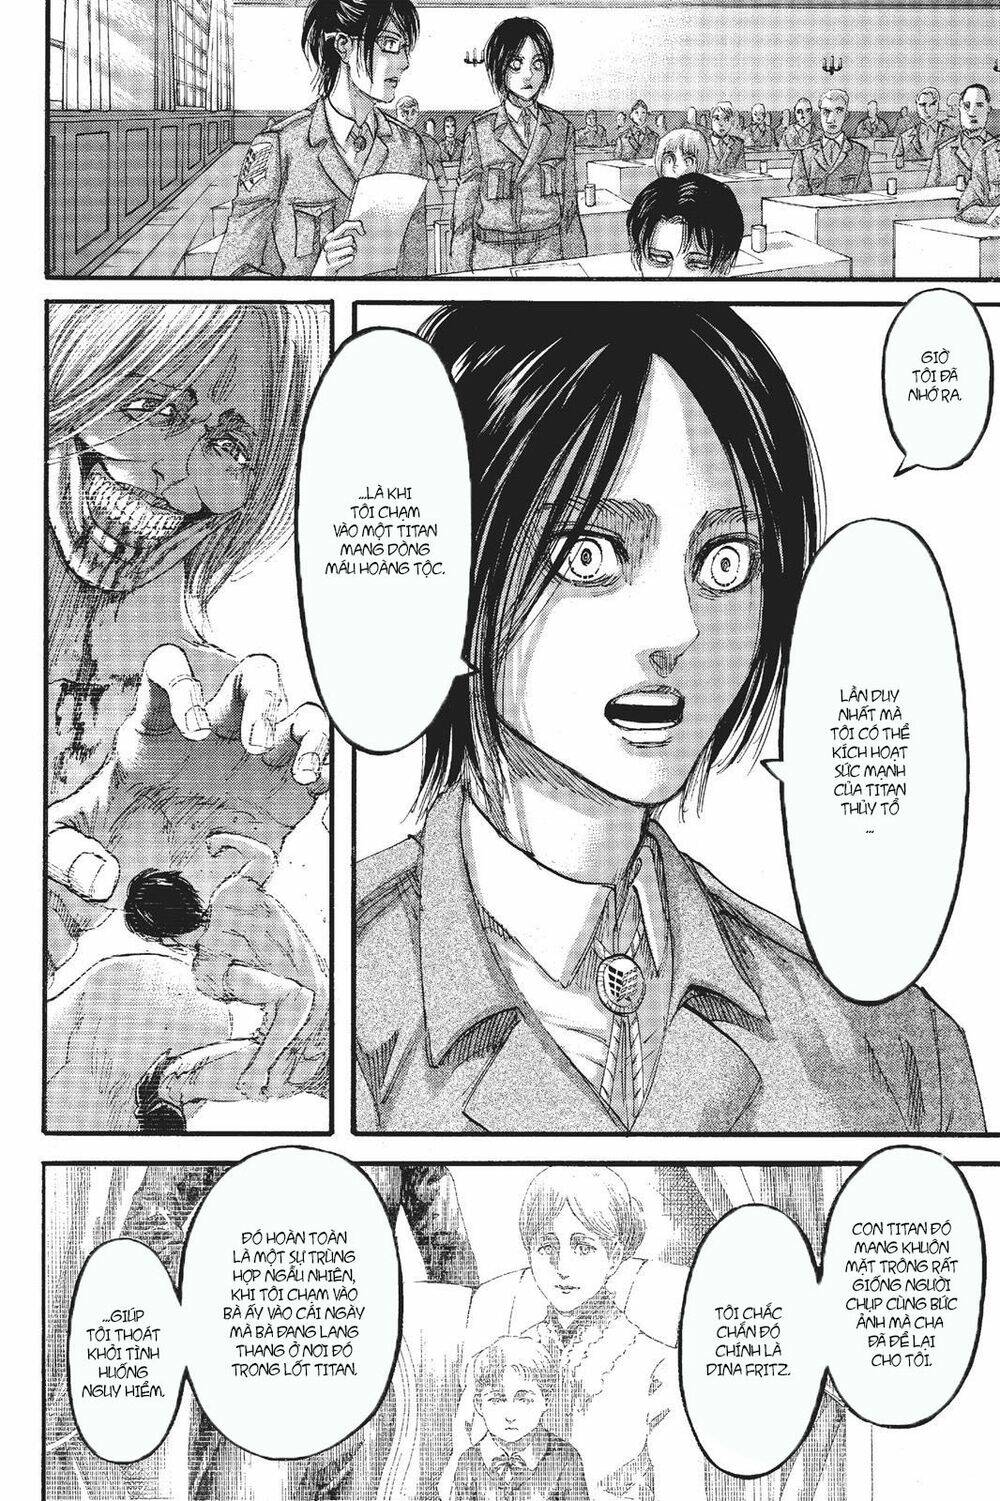 GIỜ
TÔI ĐÃ
NHỚ RA.
LẦN DUY
NHẤT MÀ
TÔI CÓ THỂ
KÍCH HOẠT
SỨC MẠNH
CỦA TITAN
THỦY TỔ
...
...LÀ KHI
TÔI CHẠM
VÀO MỘT TITAN
MANG DÒNG
MÁU HOÀNG TỘC.
CON TITAN ĐÓ
MANG KHUÔN
MẶT TRÔNG RẤT
GIỐNG NGƯỜI
CHỤP CÙNG BỨC
ẢNH MÀ CHA
ĐÃ ĐỂ LẠI
CHO TÔI.
TÔI CHẮC
CHẮN ĐÓ
CHÍNH LÀ
DINA FRITZ.
ĐÓ HOÀN TOÀN
LÀ MỘT SỰ TRÙNG
HỢP NGẪU NHIÊN,
KHI TÔI CHẠM VÀO
BÀ ẤY VÀO CÁI NGÀY
MÀ BÀ ĐANG LANG
THANG Ở NƠI ĐÓ
TRONG LỐT TITAN.
...GIÚP
TÔI THOÁT
KHỎI TÌNH
HUỐNG
NGUY HIỂM.